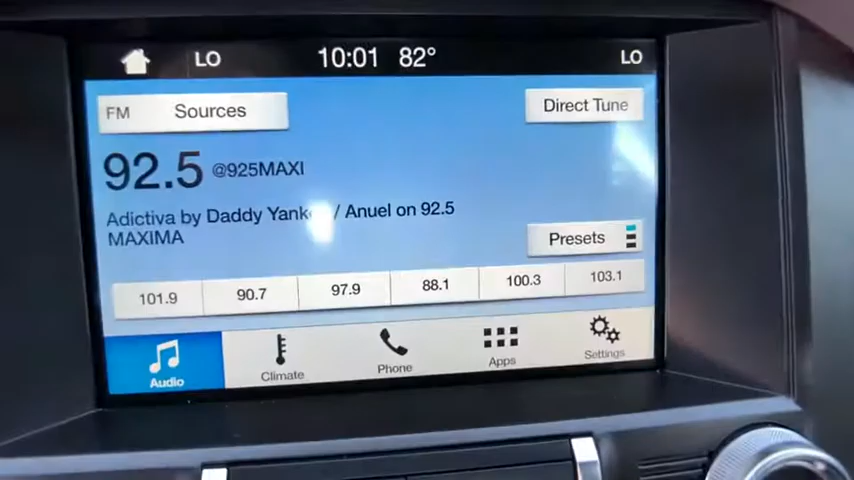 LO 10:01 82° LO
FM Sources Direct Tune
92.5 @925MAXI
Adictiva by Daddy / Anuel on 92.5
MAXIMA
Presets
101.9 90.7 97.9 88.1 100.3 103.1
Audio Climate Phone Apps Settings